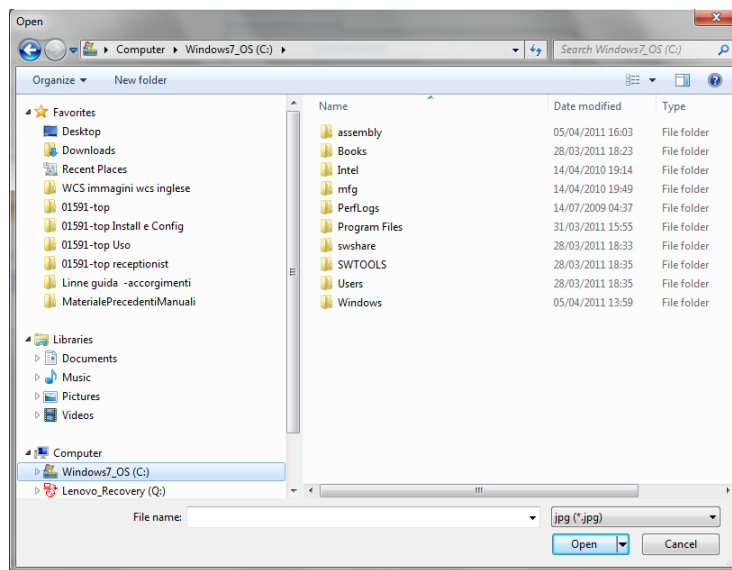 Open
Computer Windows7_OS (C:) Search Windows7_OS (C:)
Organize New folder
Favorites
Desktop
Downloads
Recent Places
WCS immagini wcs inglese
01591-top
01591-top Install e Config
01591-top Uso
01591-top receptionist
Linne guida -accorgimenti
MaterialePrecedentiManuali
Libraries
Documents
Music
Pictures
Videos
Computer
Windows7_OS (C:)
Lenovo_Recovery (Q:)
Name Date modified Type
assembly 05/04/2011 16:03 File folder
Books 28/03/2011 18:23 File folder
Intel 14/04/2010 19:14 File folder
mfg 14/04/2010 19:49 File folder
PerfLogs 14/07/2009 04:37 File folder
Program Files 31/03/2011 15:55 File folder
swshare 28/03/2011 18:33 File folder
SWTOOLS 28/03/2011 18:35 File folder
Users 28/03/2011 18:35 File folder
Windows 05/04/2011 13:59 File folder
File name: jpg (*.jpg)
Open Cancel